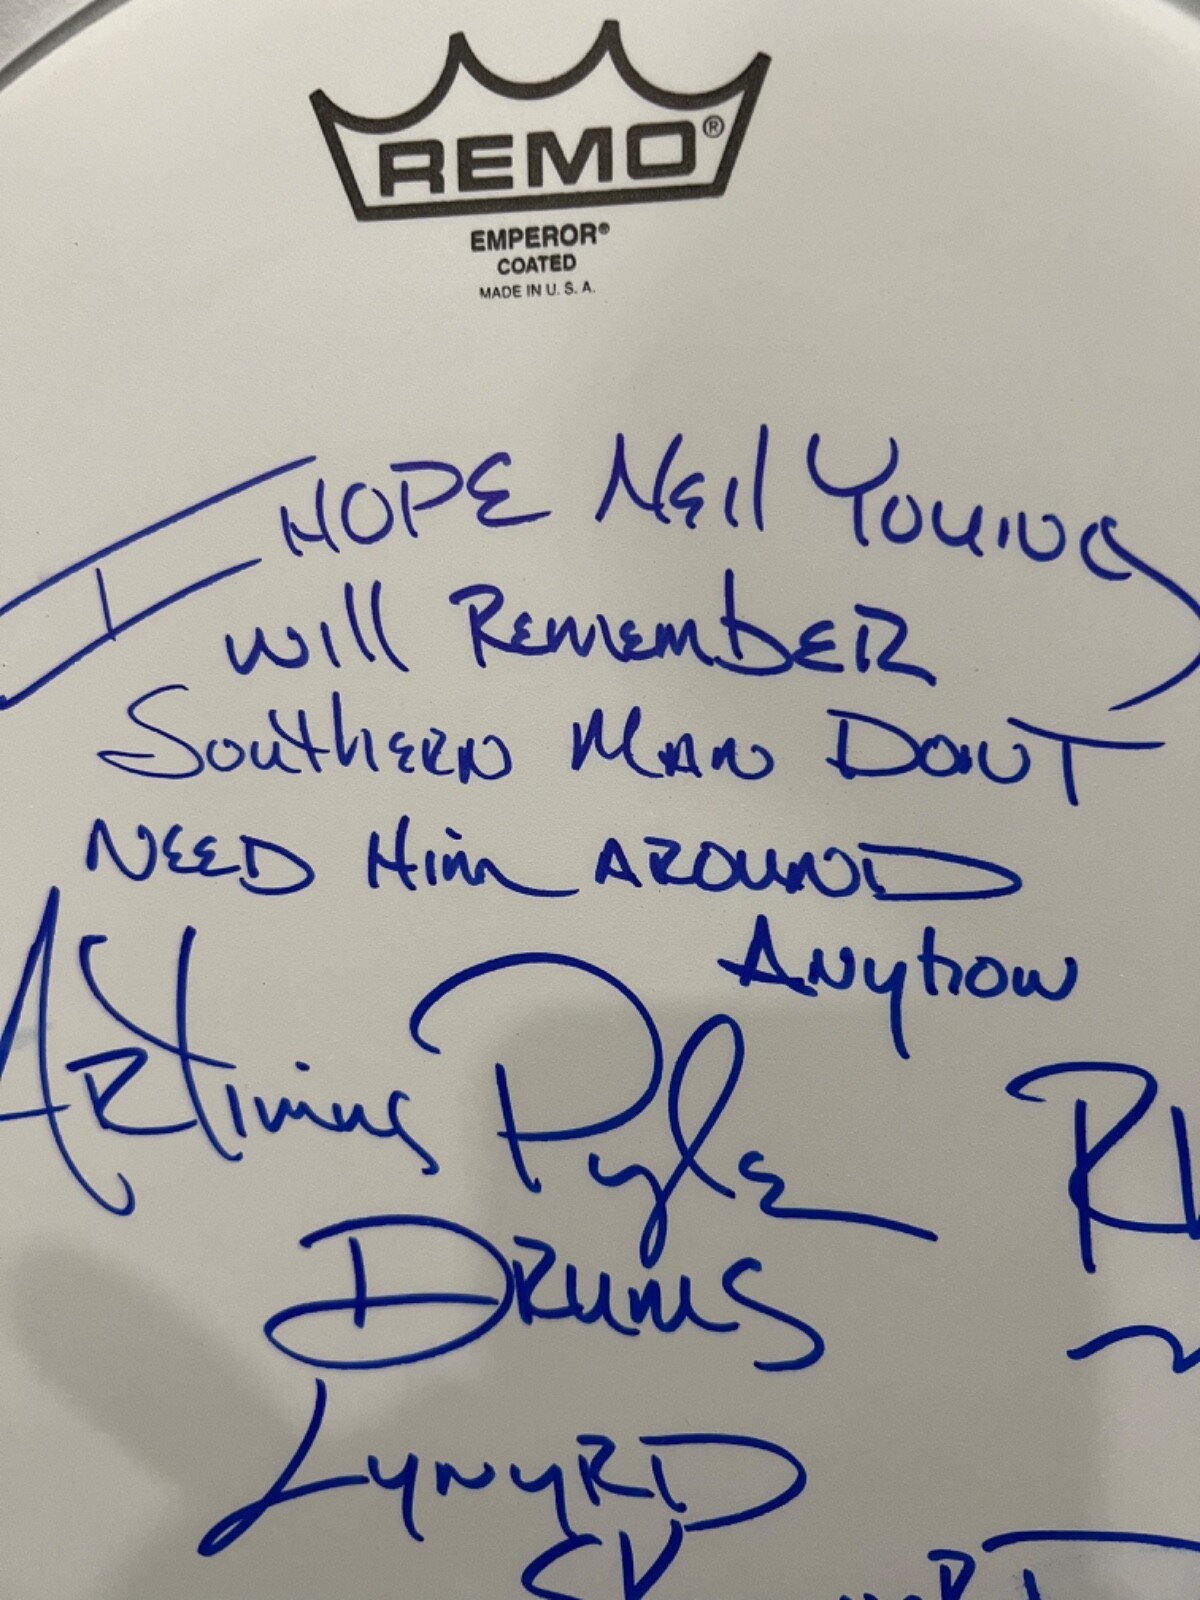 REMO®
EMPEROR®
COATED
MADE IN U. S. A.
I HOPE Neil Young
will Remember
Southern Man Don't
NEED Him AROUND
Anyhow
Artimus Pyle
DRUMS
LYNYRD